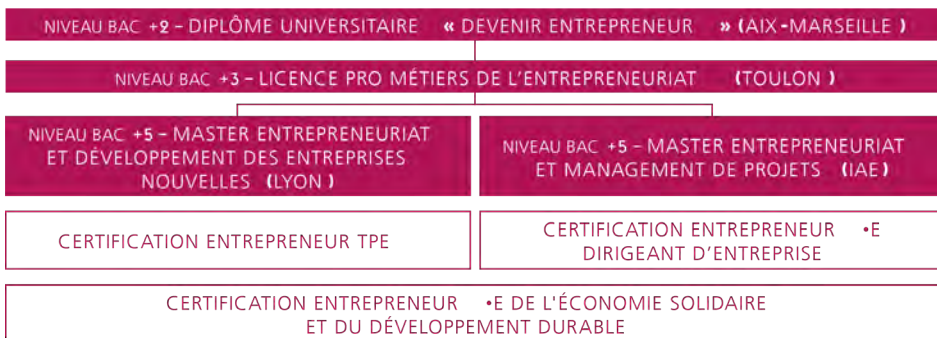 NIVEAU BAC +2 – DIPLÔME UNIVERSITAIRE « DEVENIR ENTREPRENEUR » (AIX-MARSEILLE )
NIVEAU BAC +3 – LICENCE PRO MÉTIERS DE L'ENTREPRENEURIAT (TOULON )
NIVEAU BAC +5 – MASTER ENTREPRENEURIAT
ET DÉVELOPPEMENT DES ENTREPRISES
NOUVELLES (LYON )
NIVEAU BAC +5 – MASTER ENTREPRENEURIAT
ET MANAGEMENT DE PROJETS (IAE)
CERTIFICATION ENTREPRENEUR TPE
CERTIFICATION ENTREPRENEUR •E
DIRIGEANT D'ENTREPRISE
CERTIFICATION ENTREPRENEUR •E DE L'ÉCONOMIE SOLIDAIRE
ET DU DÉVELOPPEMENT DURABLE